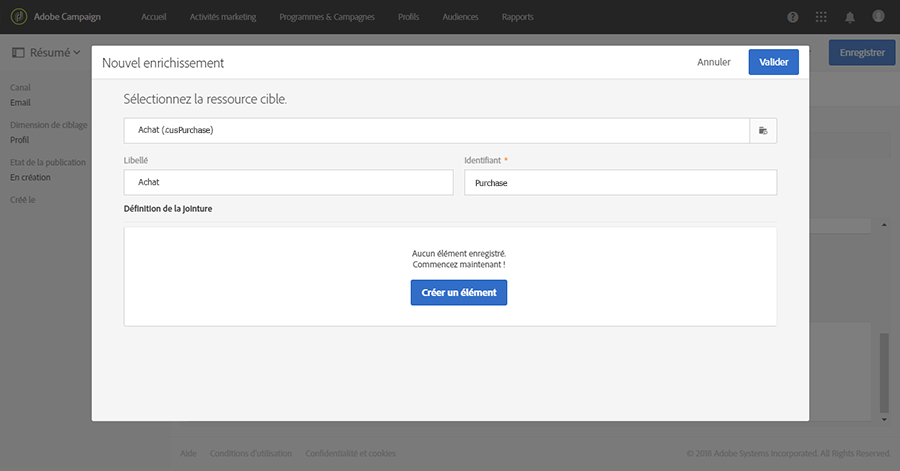 Adobe Campaign Accueil Activités marketing Programmes & Campagnes Profils Audiences Rapports
Résumé
Enregistrer
Nouvel enrichissement
Annuler
Valider
Canal
Email
Dimension de ciblage
Profil
Etat de la publication
En création
Créé le
Sélectionnez la ressource cible.
Achat (cusPurchase)
Libellé
Identifiant *
Achat
Purchase
Définition de la jointure
Aucun élément enregistré.
Commencez maintenant !
Créer un élément
Aide Conditions d'utilisation Confidentialité et cookies
© 2018 Adobe Systems Incorporated. All Rights Reserved.